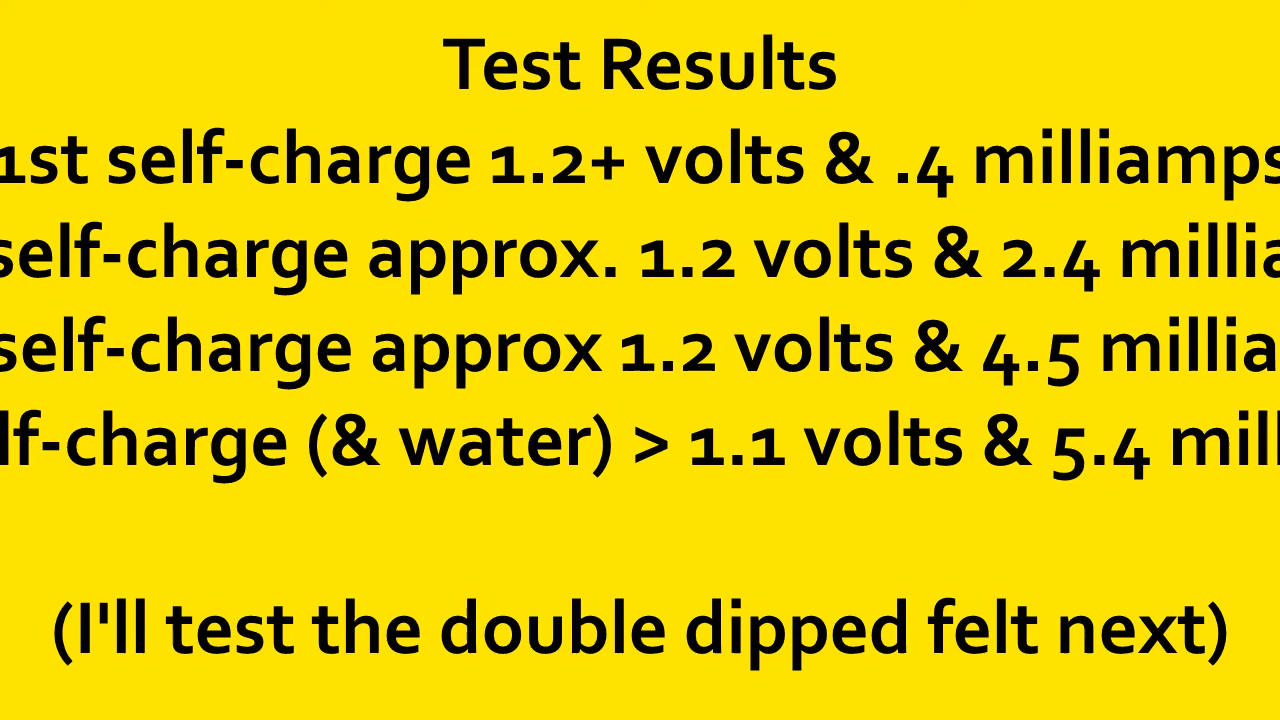 Test Results
1st self-charge 1.2+ volts & .4 milliamps
self-charge approx. 1.2 volts & 2.4
self-charge approx 1.2 volts & 4.5
(& water) > 1.1 volts & 5.4
(I'll test the double dipped felt next)